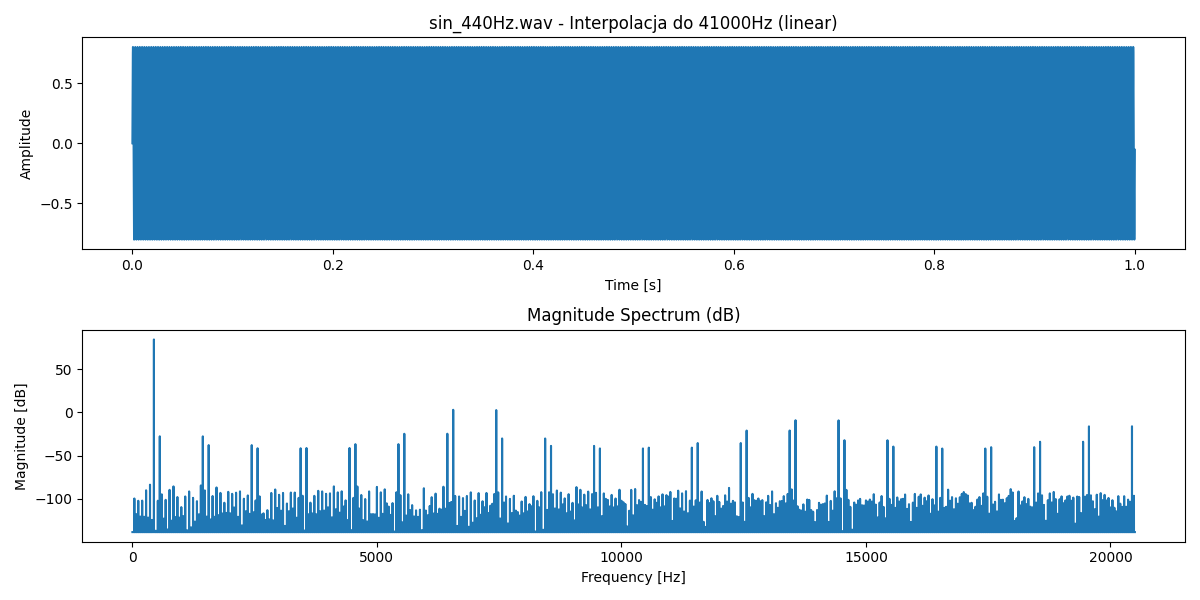 sin_440Hz.wav - Interpolacja do 41000Hz (linear)
0.5
0.0
−0.5
Amplitude
0.0 0.2 0.4 0.6 0.8 1.0
Time [s]
Magnitude Spectrum (dB)
50
0
−50
−100
Magnitude [dB]
0 5000 10000 15000 20000
Frequency [Hz]